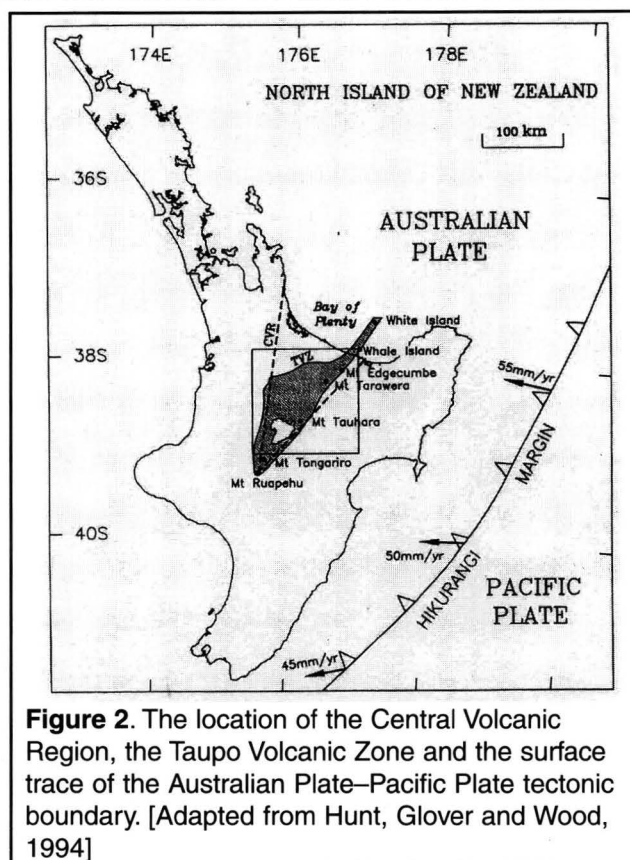 174E 176E 178E
NORTH ISLAND OF NEW ZEALAND
100 km
36S
AUSTRALIAN
PLATE
Bay of
Plenty
White Island
CVR
38S
TVZ
Whale Island
Mt Edgecumbe
Mt Tarawera
55mm/yr
Mt Tauhara
MARGIN
Mt Tongariro
Mt Ruapehu
40S
50mm/yr
HIKURANGI
PACIFIC
PLATE
45mm/yr
Figure 2. The location of the Central Volcanic
Region, the Taupo Volcanic Zone and the surface
trace of the Australian Plate–Pacific Plate tectonic
boundary. [Adapted from Hunt, Glover and Wood,
1994]